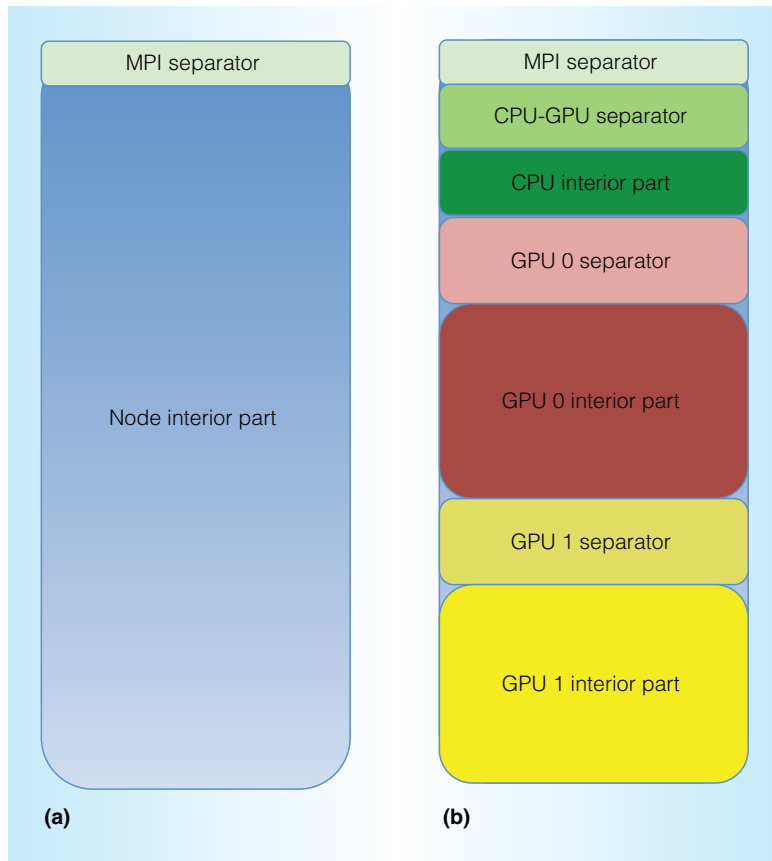 MPI separator
Node interior part
(a)
MPI separator
CPU-GPU separator
CPU interior part
GPU 0 separator
GPU 0 interior part
GPU 1 separator
GPU 1 interior part
(b)